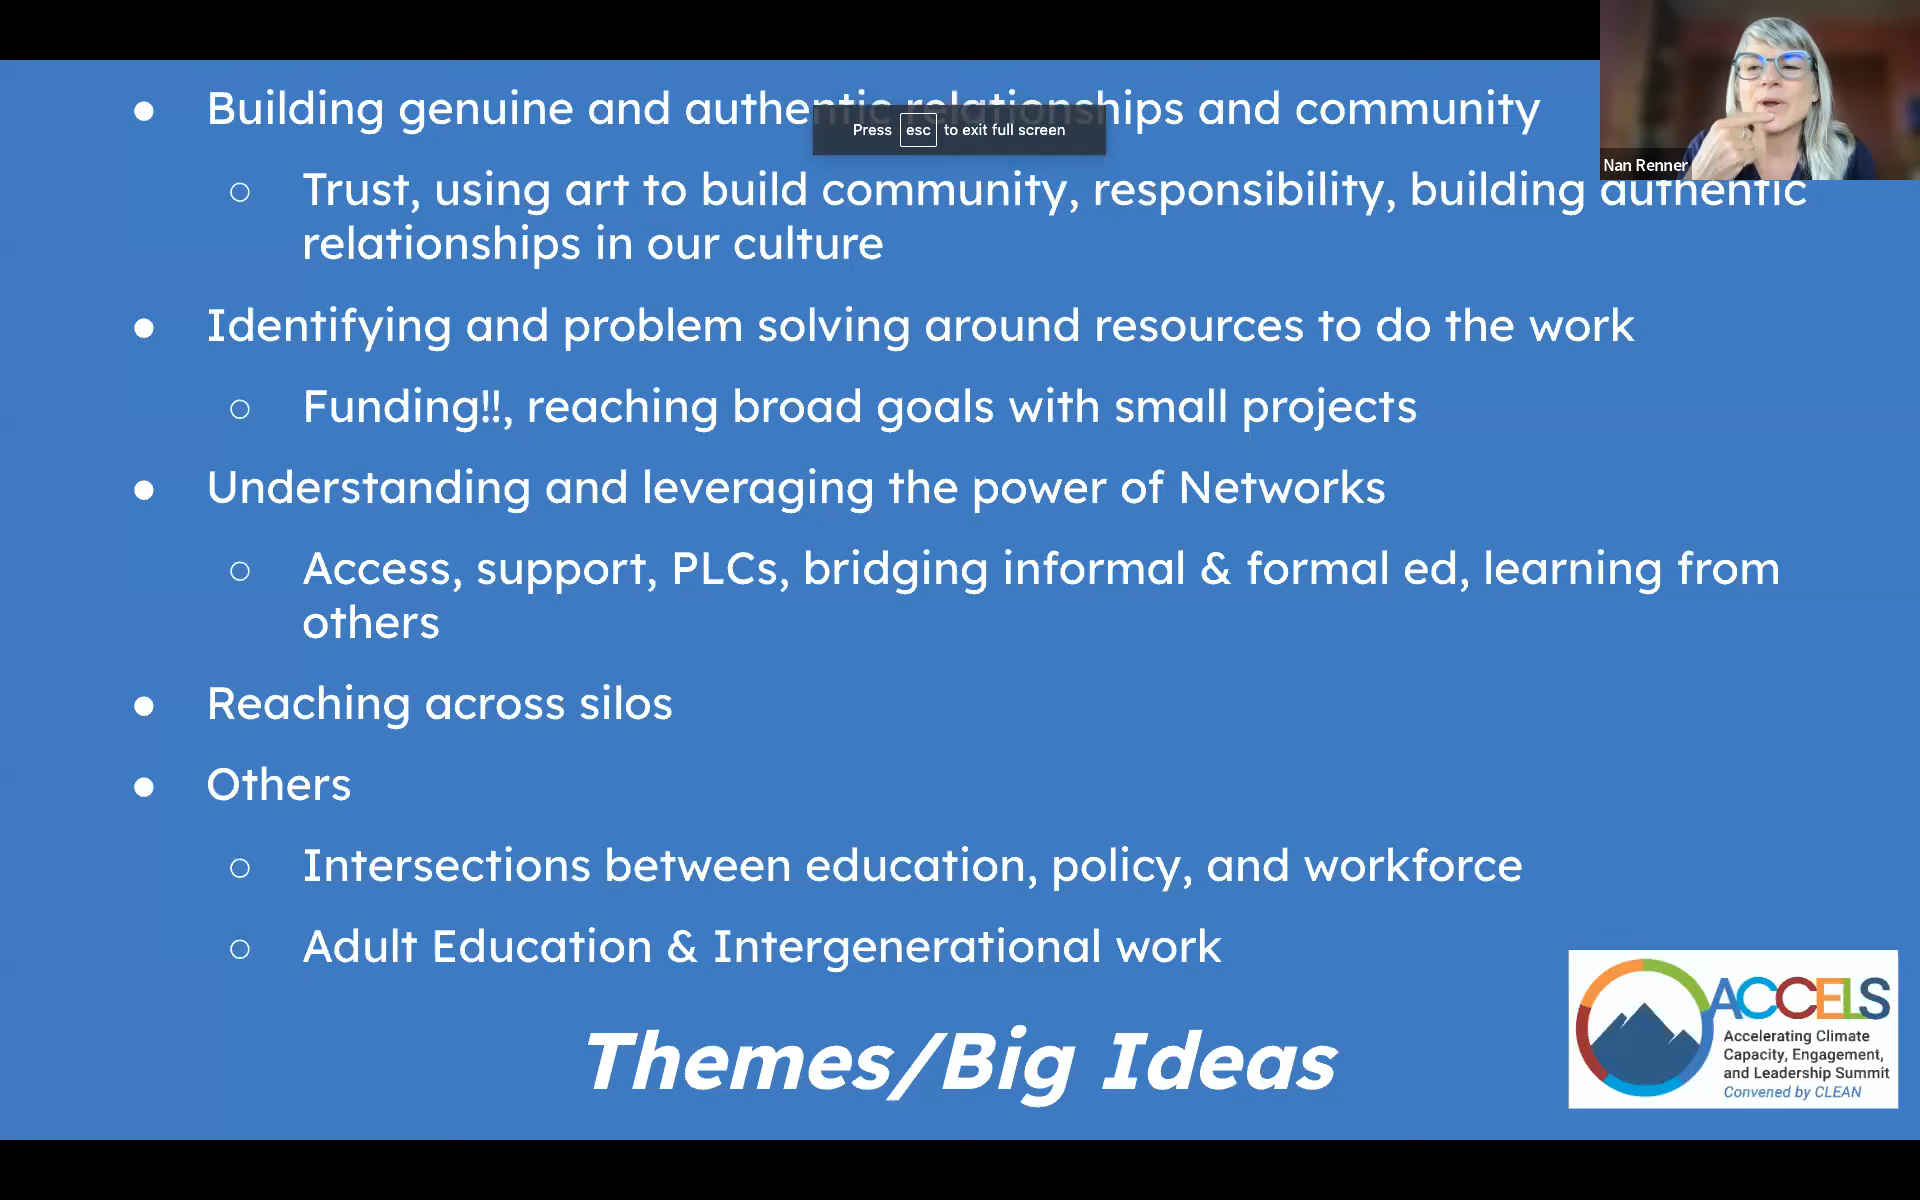 Building genuine and authentic relationships and community
Press esc to exit full screen
Nan Renner
Trust, using art to build community, responsibility, building authentic
relationships in our culture
Identifying and problem solving around resources to do the work
Funding!!, reaching broad goals with small projects
Understanding and leveraging the power of Networks
Access, support, PLCs, bridging informal & formal ed, learning from
others
Reaching across silos
Others
Intersections between education, policy, and workforce
Adult Education & Intergenerational work
Themes/Big Ideas
ACCELS
Accelerating Climate
Capacity, Engagement,
and Leadership Summit
Convened by CLEAN